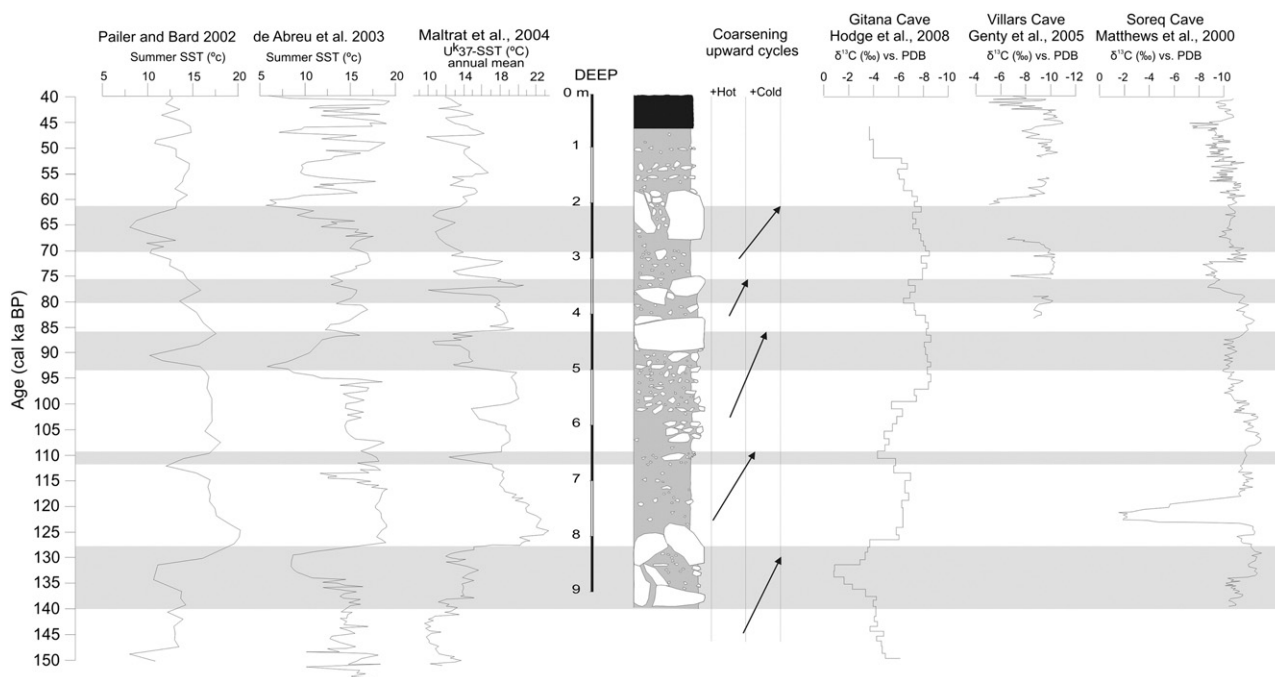 Pailer and Bard 2002
Summer SST (ºc)
5 10 15 20
de Abreu et al. 2003
Summer SST (ºc)
5 10 15 20
Maltrat et al., 2004
Uᵏ37-SST (ºC)
annual mean
10 14 18 22
DEEP
0 m
1
2
3
4
5
6
7
8
9
Coarsening
upward cycles
+Hot
+Cold
Gitana Cave
Hodge et al., 2008
δ¹³C (‰) vs. PDB
0 -2 -4 -6 -8 -10
Villars Cave
Genty et al., 2005
δ¹³C (‰) vs. PDB
-4 -6 -8 -10 -12
Soreq Cave
Matthews et al., 2000
δ¹³C (‰) vs. PDB
0 -2 -4 -6 -8 -10
Age (cal ka BP)
40
45
50
55
60
65
70
75
80
85
90
95
100
105
110
115
120
125
130
135
140
145
150